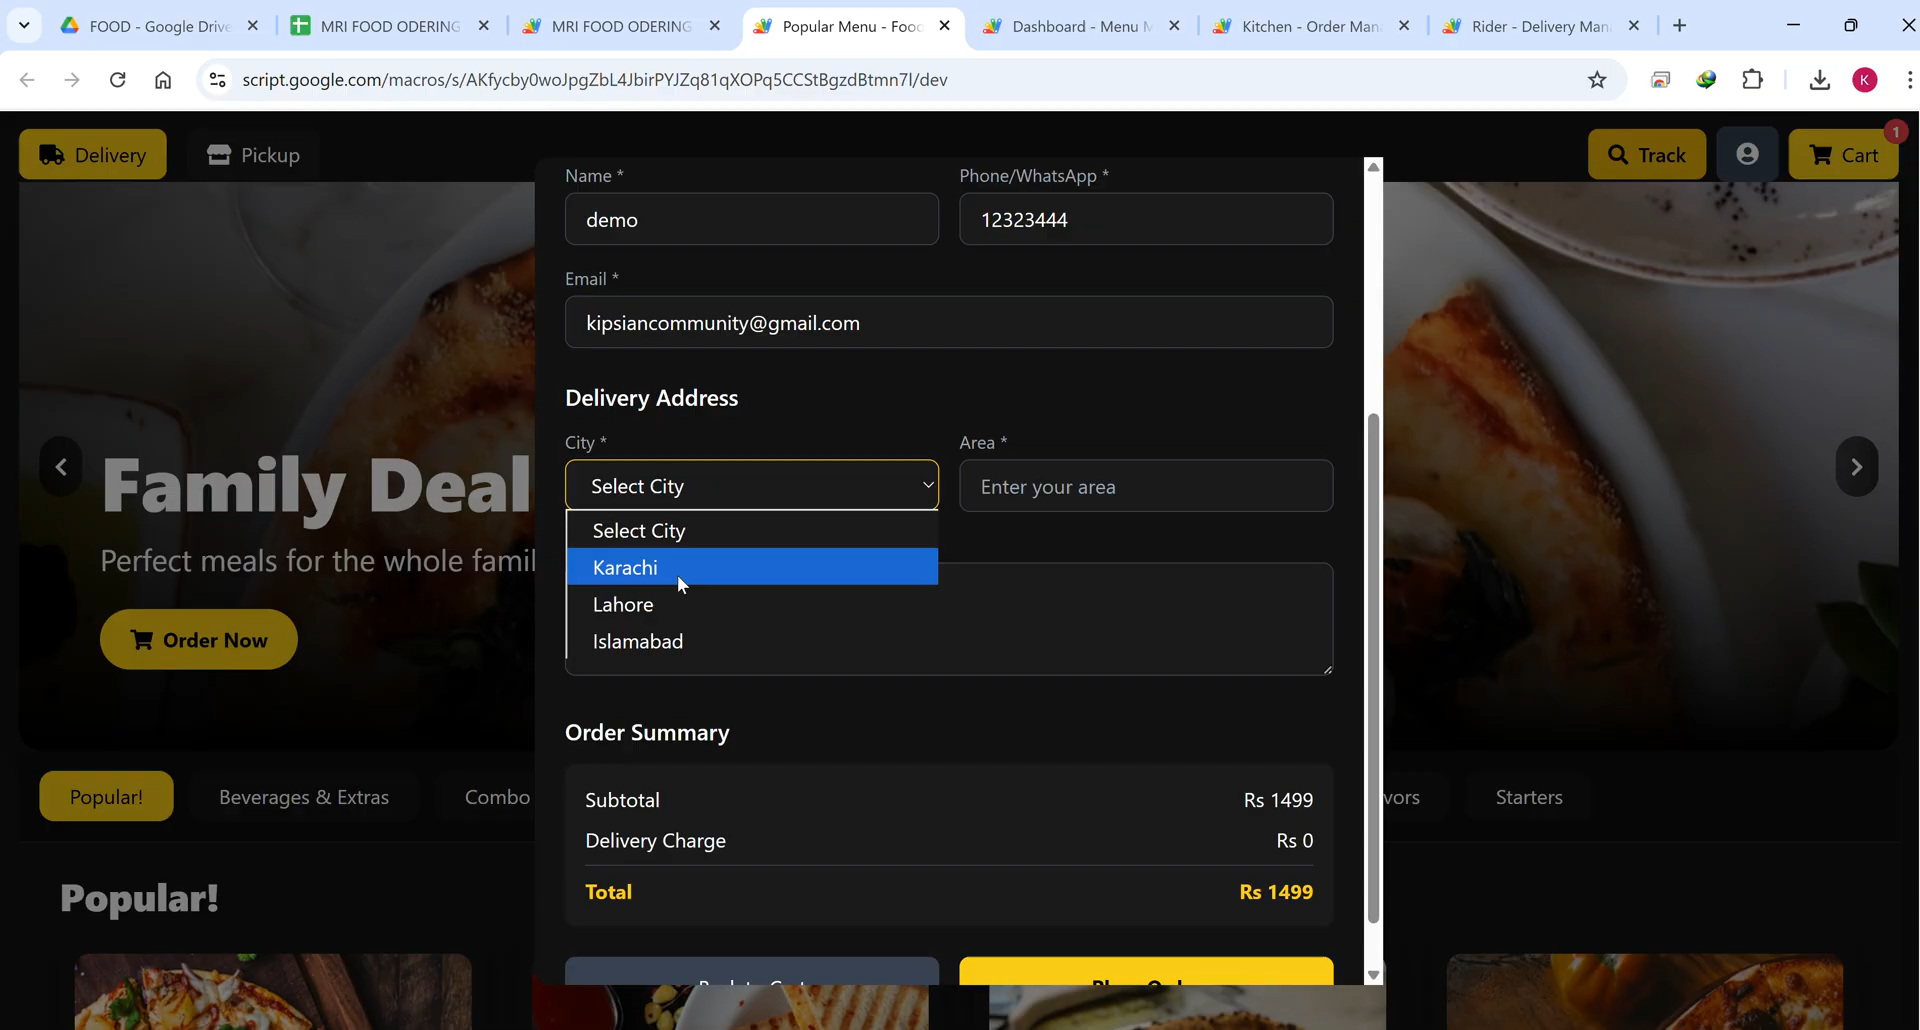 FOOD - Google Drive
MRI FOOD ODERING
MRI FOOD ODERING
Popular Menu - Food
Dashboard - Menu M
Kitchen - Order Man
Rider - Delivery Man
script.google.com/macros/s/AKfycby0woJpgZbL4JbirPYJZq81qXOPq5CCStBgzdBtmn7I/dev
K
Delivery
Pickup
Track
Cart
1
Name *
Phone/WhatsApp *
demo
12323444
Email *
kipsiancommunity@gmail.com
Delivery Address
City *
Area *
Select City
Enter your area
Select City
Karachi
Lahore
Islamabad
Family Deal
Perfect meals for the whole famil
Order Now
Order Summary
Subtotal
Rs 1499
Delivery Charge
Rs 0
Total
Rs 1499
Popular!
Beverages & Extras
Combo
vors
Starters
Popular!